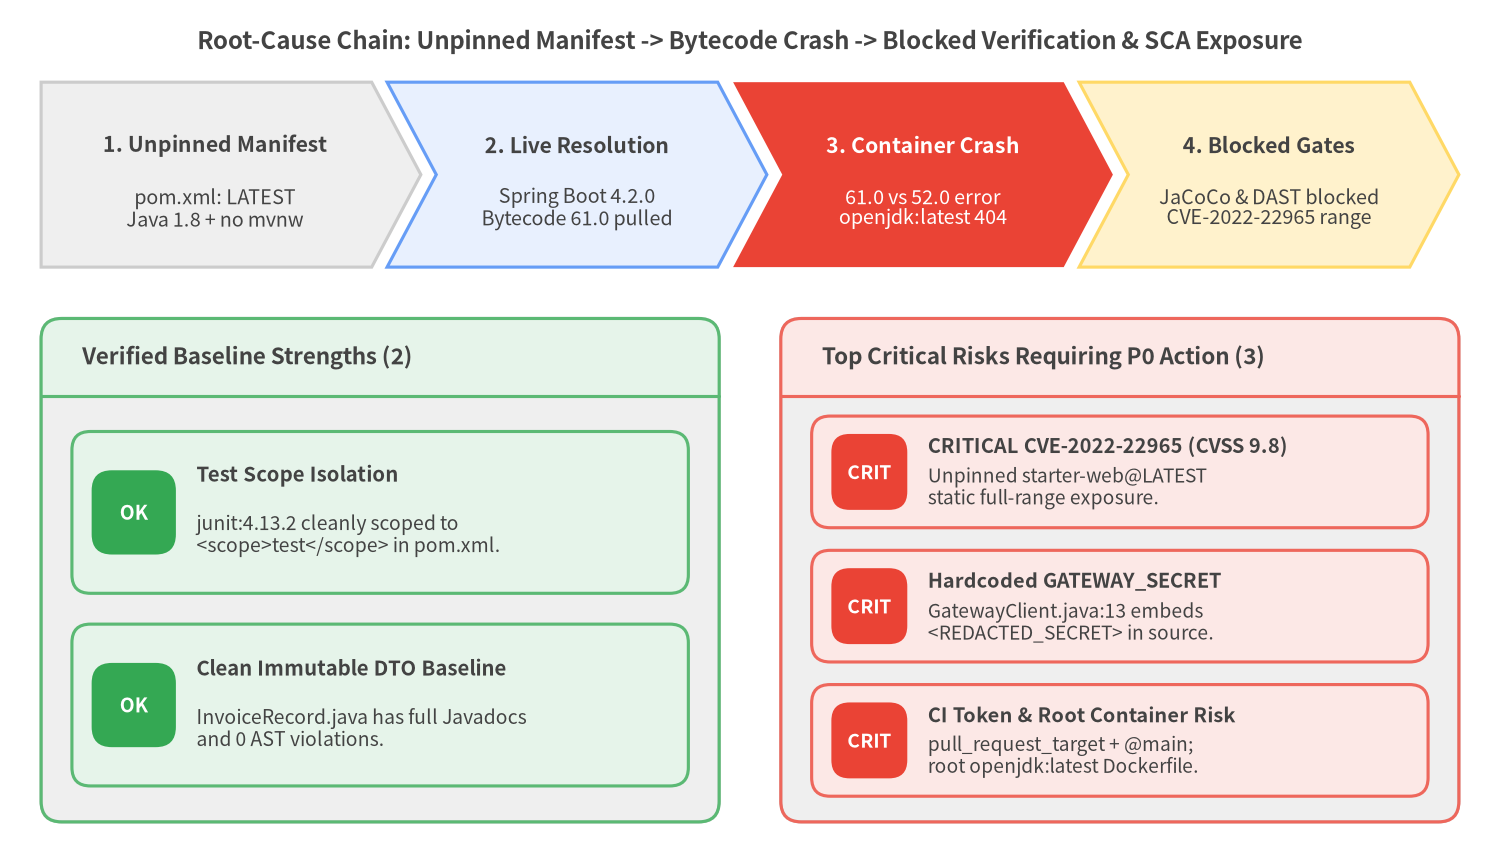 Root-Cause Chain: Unpinned Manifest -> Bytecode Crash -> Blocked Verification & SCA Exposure
1. Unpinned Manifest
pom.xml: LATEST
Java 1.8 + no mvnw
2. Live Resolution
Spring Boot 4.2.0
Bytecode 61.0 pulled
3. Container Crash
61.0 vs 52.0 error
openjdk:latest 404
4. Blocked Gates
JaCoCo & DAST blocked
CVE-2022-22965 range
Verified Baseline Strengths (2)
OK
Test Scope Isolation
junit:4.13.2 cleanly scoped to
<scope>test</scope> in pom.xml.
OK
Clean Immutable DTO Baseline
InvoiceRecord.java has full Javadocs
and 0 AST violations.
Top Critical Risks Requiring P0 Action (3)
CRIT
CRITICAL CVE-2022-22965 (CVSS 9.8)
Unpinned starter-web@LATEST
static full-range exposure.
CRIT
Hardcoded GATEWAY_SECRET
GatewayClient.java:13 embeds
<REDACTED_SECRET> in source.
CRIT
CI Token & Root Container Risk
pull_request_target + @main;
root openjdk:latest Dockerfile.